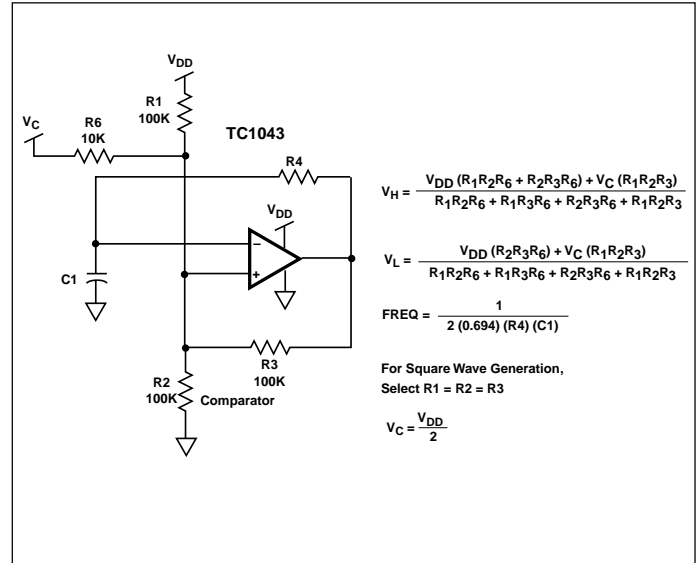 VDD
R1
100K
TC1043
VC
R6
10K
R4
VDD
−
+
C1
R3
100K
R2
100K
Comparator
VH = VDD (R1R2R6 + R2R3R6) + VC (R1R2R3)
R1R2R6 + R1R3R6 + R2R3R6 + R1R2R3
VL = VDD (R2R3R6) + VC (R1R2R3)
R1R2R6 + R1R3R6 + R2R3R6 + R1R2R3
FREQ = 1
2 (0.694) (R4) (C1)
For Square Wave Generation,
Select R1 = R2 = R3
VC = VDD
2